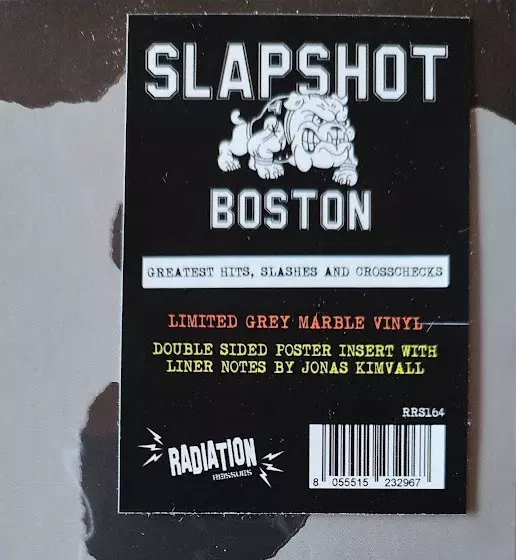 SLAPSHOT
BOSTON
GREATEST HITS, SLASHES AND CROSSCHECKS
LIMITED GREY MARBLE VINYL
DOUBLE SIDED POSTER INSERT WITH
LINER NOTES BY JONAS KIMVALL
RRS164
RADIATION
REISSUES
8 055515 232967